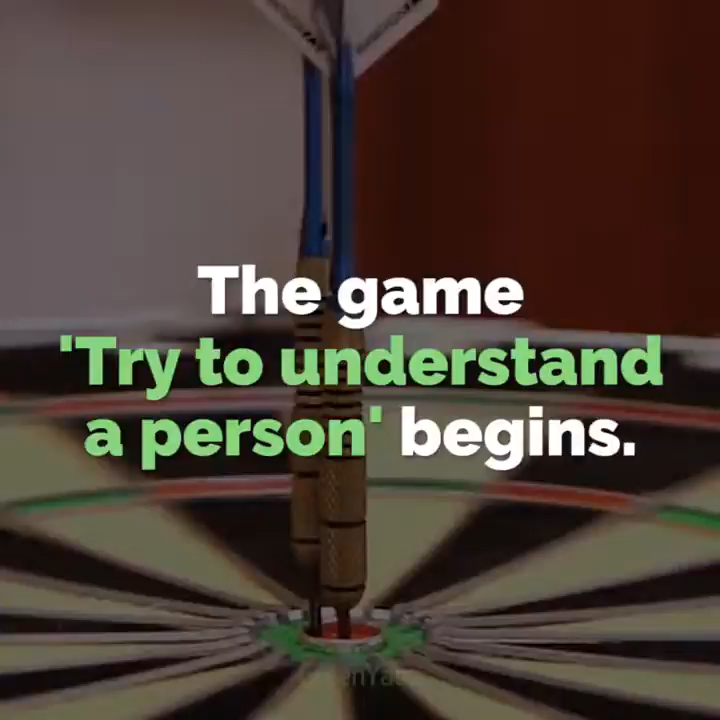 The game
'Try to understand
a person' begins.